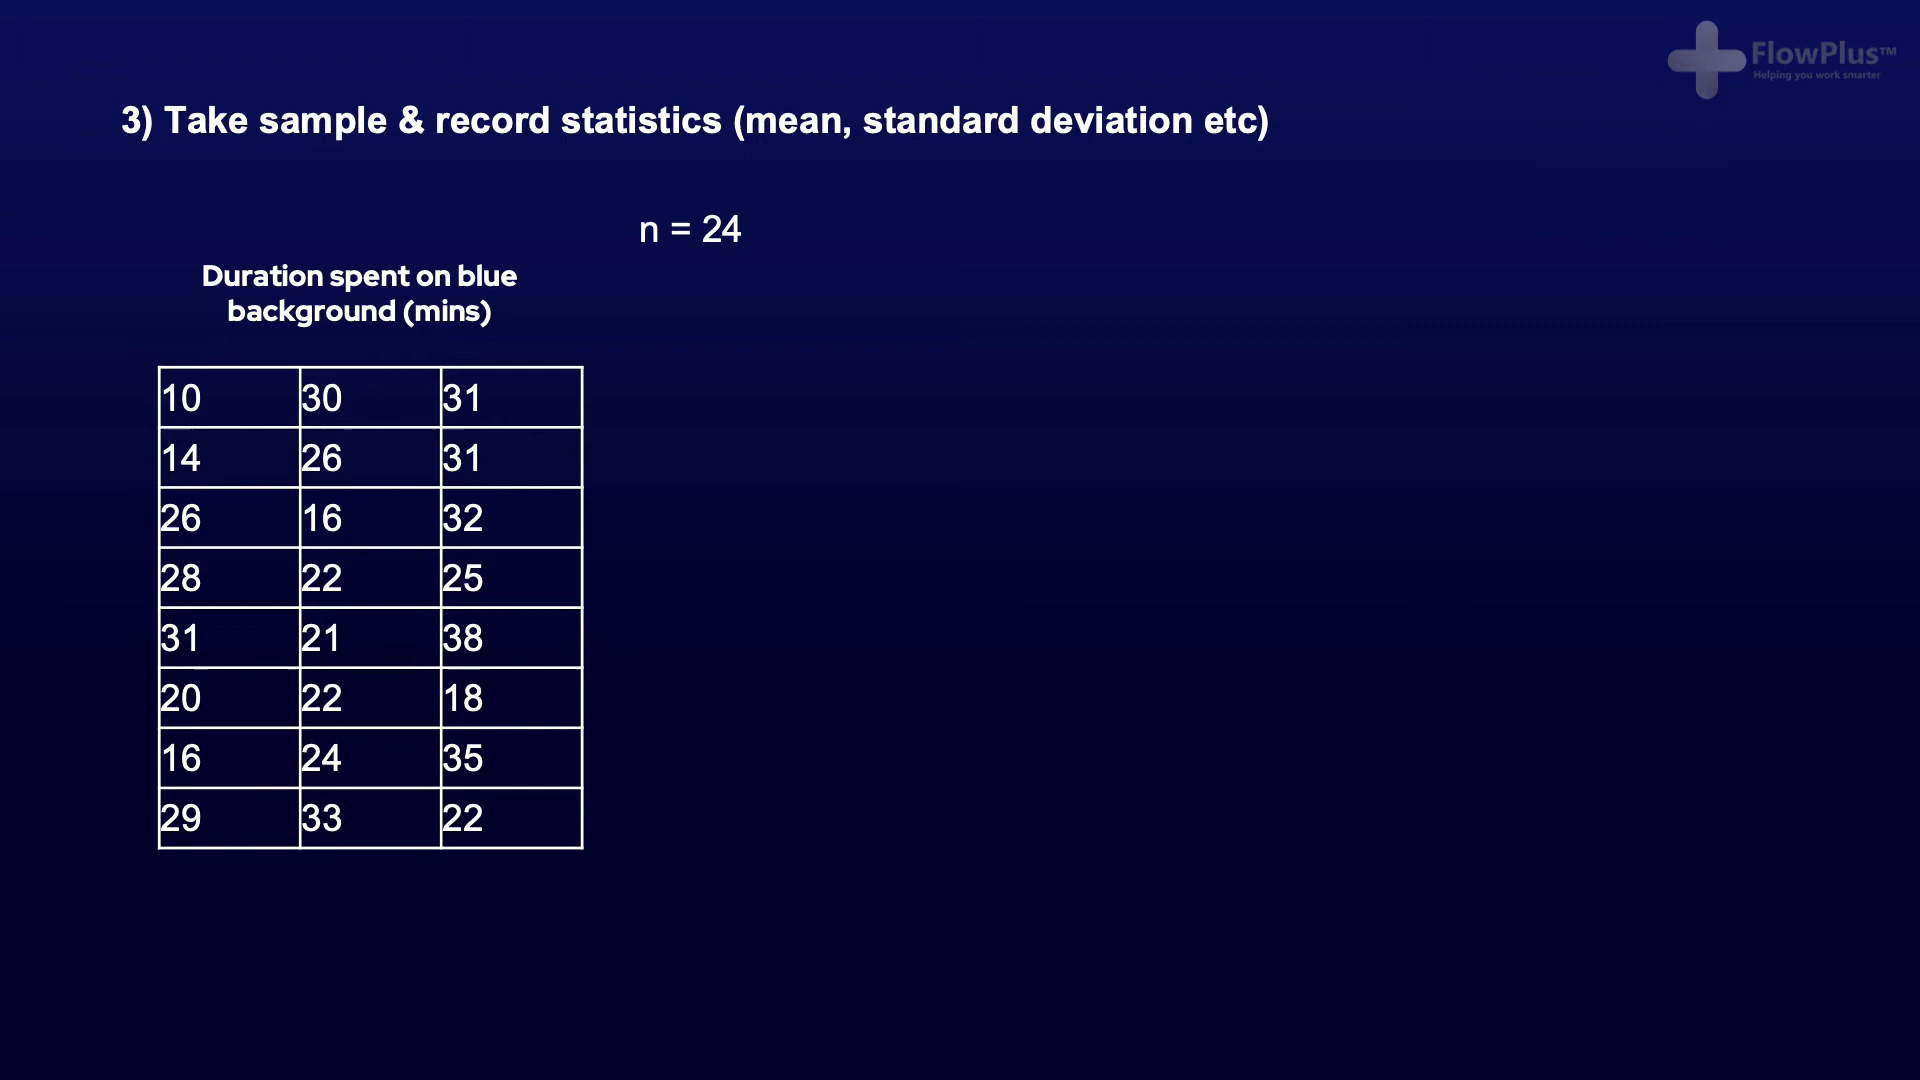 FlowPlus™
Helping you work smarter
3) Take sample & record statistics (mean, standard deviation etc)
n = 24
Duration spent on blue
background (mins)
10 30 31
14 26 31
26 16 32
28 22 25
31 21 38
20 22 18
16 24 35
29 33 22